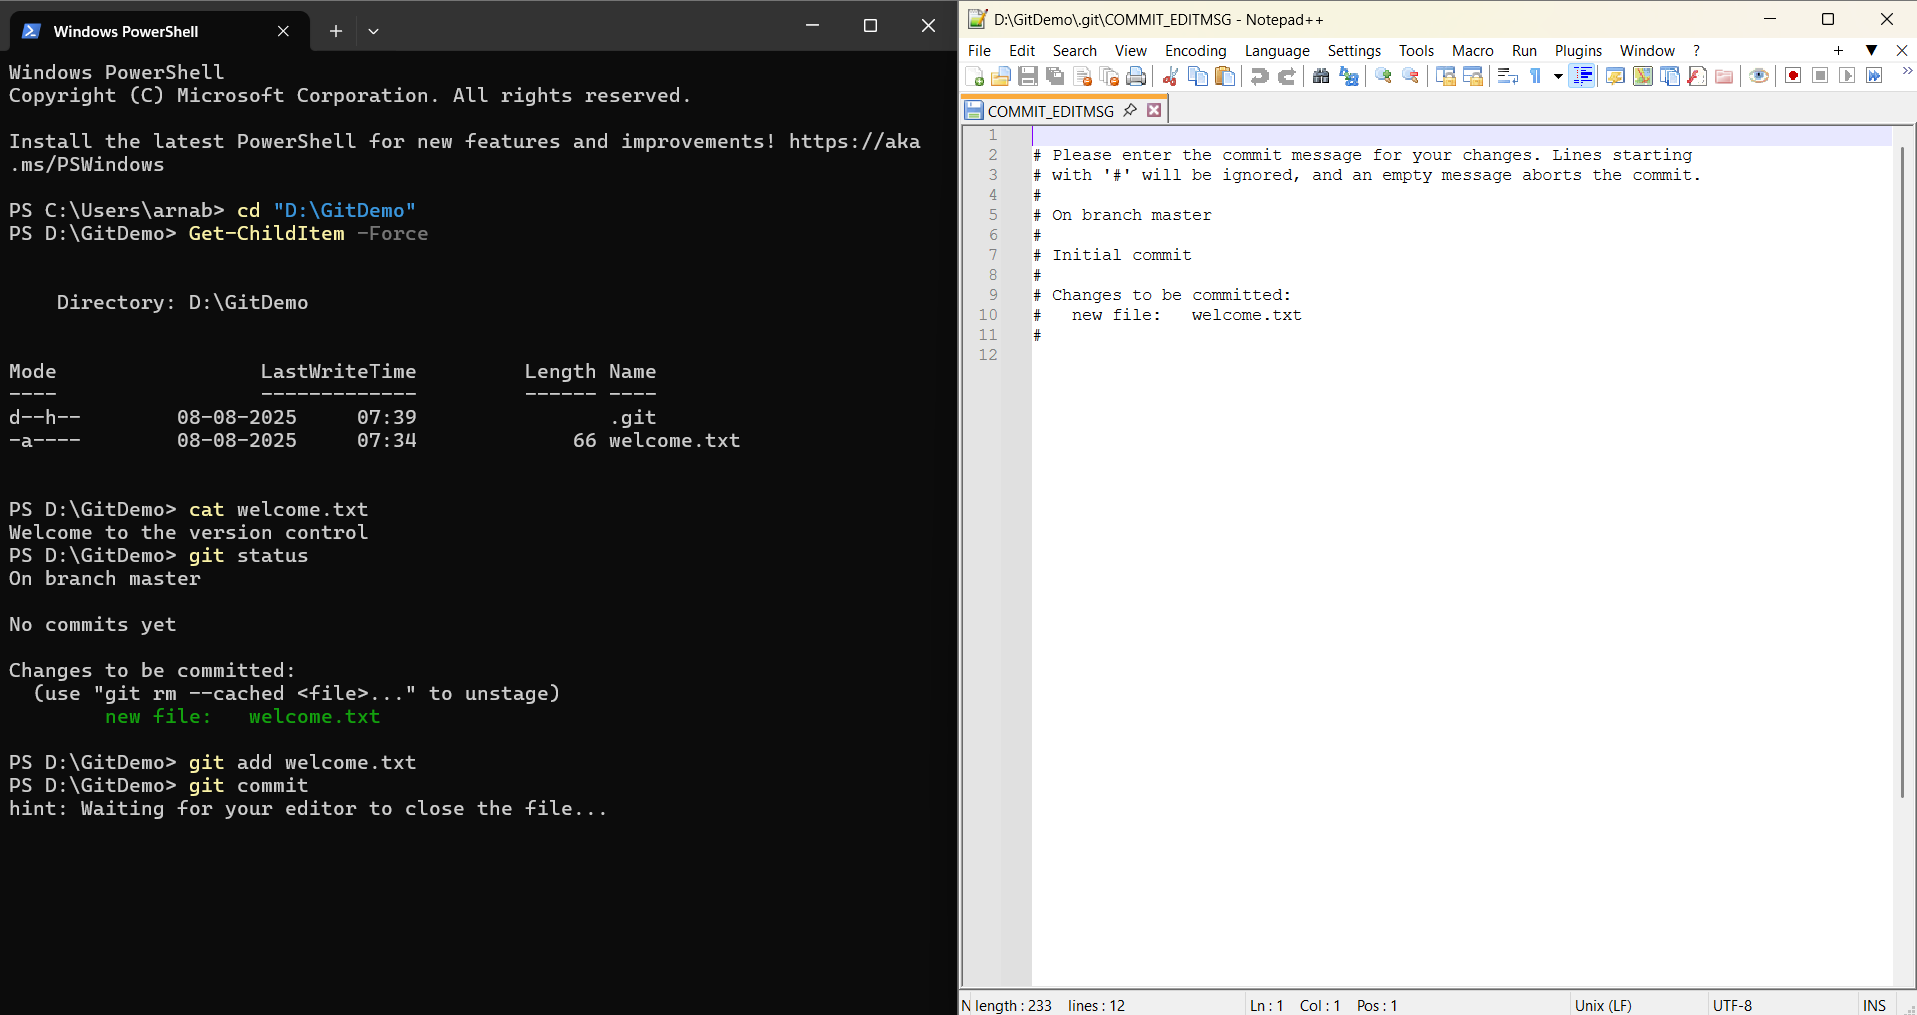 Windows PowerShell
Windows PowerShell
Copyright (C) Microsoft Corporation. All rights reserved.
Install the latest PowerShell for new features and improvements! https://aka
.ms/PSWindows
PS C:\Users\arnab> cd "D:\GitDemo"
PS D:\GitDemo> Get-ChildItem -Force
Directory: D:\GitDemo
Mode LastWriteTime Length Name
---- ------------- ------ ----
d--h-- 08-08-2025 07:39 .git
-a---- 08-08-2025 07:34 66 welcome.txt
PS D:\GitDemo> cat welcome.txt
Welcome to the version control
PS D:\GitDemo> git status
On branch master
No commits yet
Changes to be committed:
(use "git rm --cached <file>..." to unstage)
new file: welcome.txt
PS D:\GitDemo> git add welcome.txt
PS D:\GitDemo> git commit
hint: Waiting for your editor to close the file...
D:\GitDemo\.git\COMMIT_EDITMSG - Notepad++
File Edit Search View Encoding Language Settings Tools Macro Run Plugins Window ?
COMMIT_EDITMSG
1
2 # Please enter the commit message for your changes. Lines starting
3 # with '#' will be ignored, and an empty message aborts the commit.
4 #
5 # On branch master
6 #
7 # Initial commit
8 #
9 # Changes to be committed:
10 # new file: welcome.txt
11 #
12
N length : 233 lines : 12 Ln : 1 Col : 1 Pos : 1 Unix (LF) UTF-8 INS